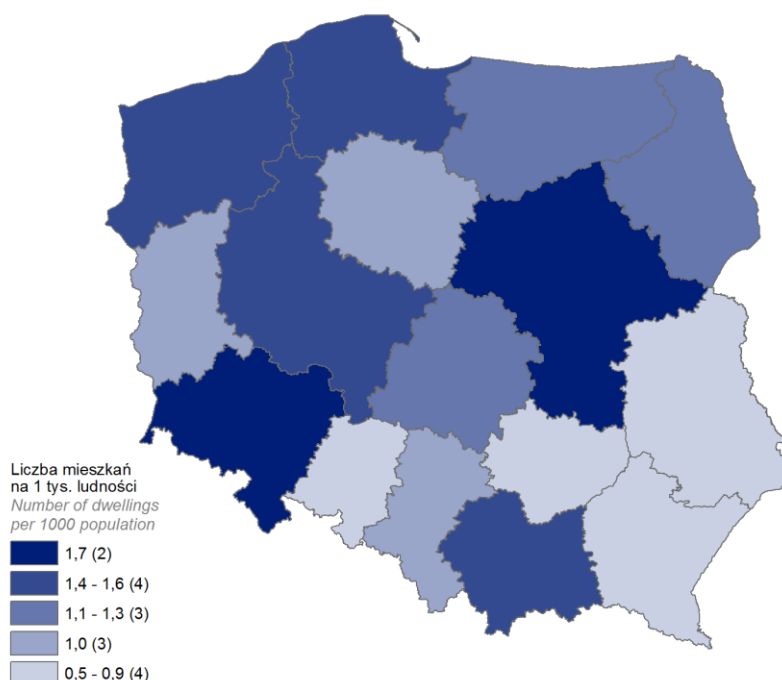 Liczba mieszkań
na 1 tys. ludności
Number of dwellings
per 1000 population
1,7 (2)
1,4 - 1,6 (4)
1,1 - 1,3 (3)
1,0 (3)
0,5 - 0,9 (4)